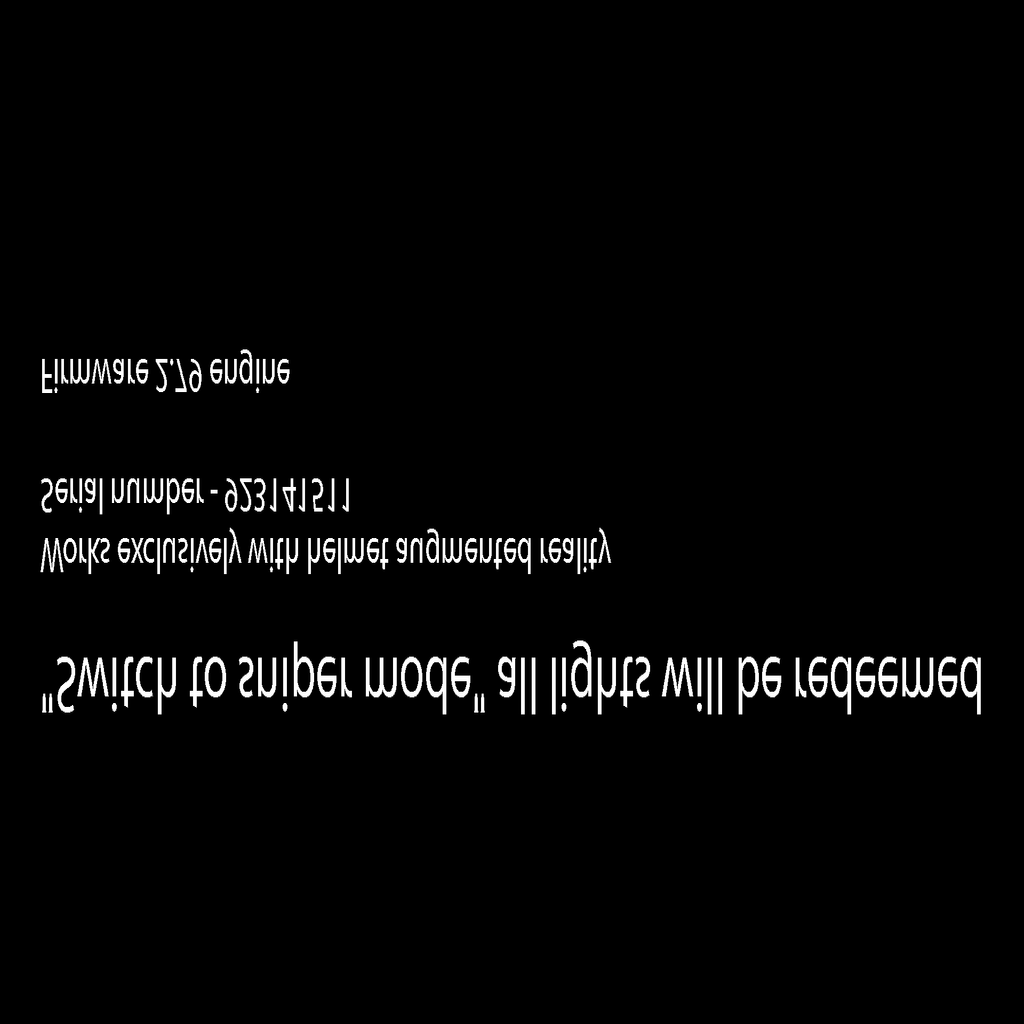 "Switch to sniper mode" all lights will be redeemed
Works exclusively with helmet augmented reality
Serial number - 923141511
Firmware 2.79 engine